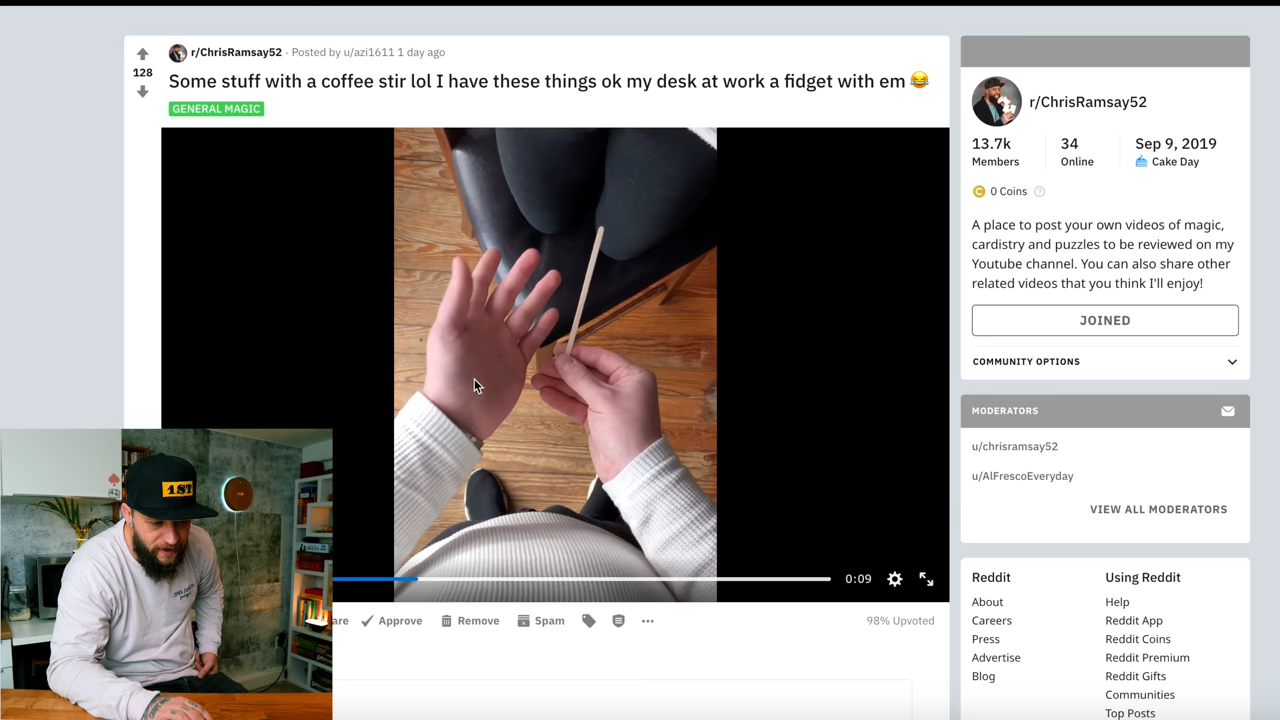 r/ChrisRamsay52 · Posted by u/azi1611 1 day ago
128
Some stuff with a coffee stir lol I have these things ok my desk at work a fidget with em 😂
GENERAL MAGIC
r/ChrisRamsay52
13.7k 34 Sep 9, 2019
Members Online Cake Day
0 Coins
A place to post your own videos of magic,
cardistry and puzzles to be reviewed on my
Youtube channel. You can also share other
related videos that you think I'll enjoy!
JOINED
COMMUNITY OPTIONS
MODERATORS
u/chrisramsay52
u/AlFrescoEveryday
VIEW ALL MODERATORS
1ST
0:09
are Approve Remove Spam
98% Upvoted
Reddit Using Reddit
About Help
Careers Reddit App
Press Reddit Coins
Advertise Reddit Premium
Blog Reddit Gifts
Communities
Top Posts